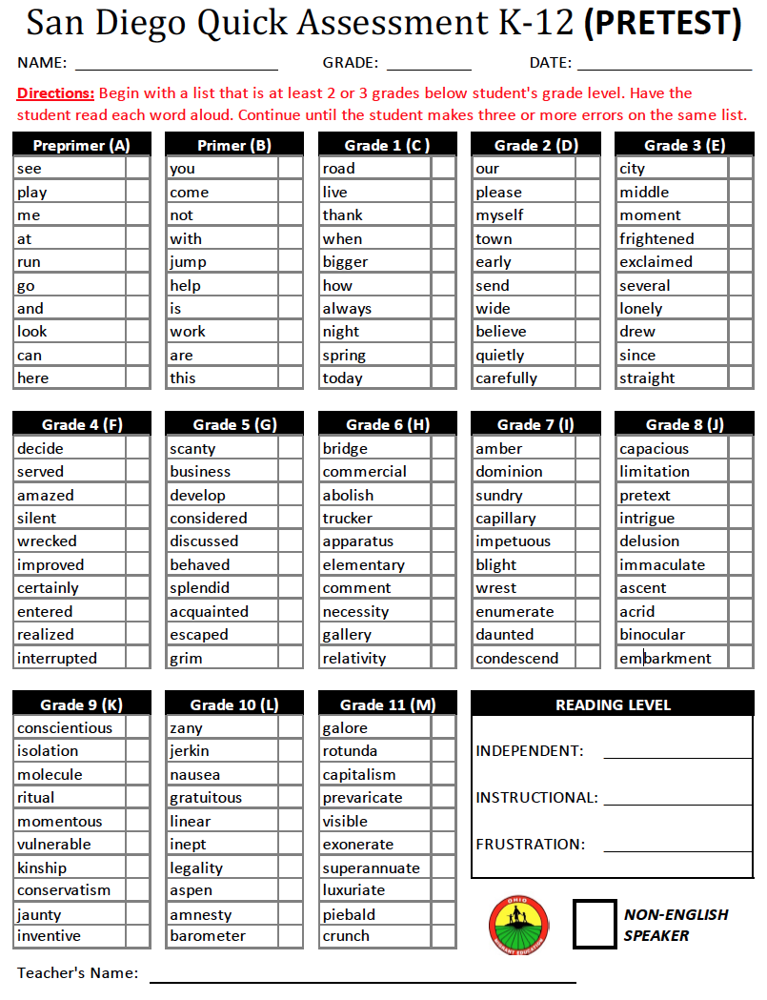 San Diego Quick Assessment K-12 (PRETEST)
NAME: GRADE: DATE:
Directions: Begin with a list that is at least 2 or 3 grades below student's grade level. Have the
student read each word aloud. Continue until the student makes three or more errors on the same list.
Preprimer (A) Primer (B) Grade 1 (C ) Grade 2 (D) Grade 3 (E)
see you road our city
play come live please middle
me not thank myself moment
at with when town frightened
run jump bigger early exclaimed
go help how send several
and is always wide lonely
look work night believe drew
can are spring quietly since
here this today carefully straight
Grade 4 (F) Grade 5 (G) Grade 6 (H) Grade 7 (I) Grade 8 (J)
decide scanty bridge amber capacious
served business commercial dominion limitation
amazed develop abolish sundry pretext
silent considered trucker capillary intrigue
wrecked discussed apparatus impetuous delusion
improved behaved elementary blight immaculate
certainly splendid comment wrest ascent
entered acquainted necessity enumerate acrid
realized escaped gallery daunted binocular
interrupted grim relativity condescend embarkment
Grade 9 (K) Grade 10 (L) Grade 11 (M) READING LEVEL
conscientious zany galore
isolation jerkin rotunda INDEPENDENT:
molecule nausea capitalism
ritual gratuitous prevaricate INSTRUCTIONAL:
momentous linear visible
vulnerable inept exonerate FRUSTRATION:
kinship legality superannuate
conservatism aspen luxuriate
jaunty amnesty piebald
inventive barometer crunch
OHIO
MIGRANT EDUCATION
NON-ENGLISH
SPEAKER
Teacher's Name: